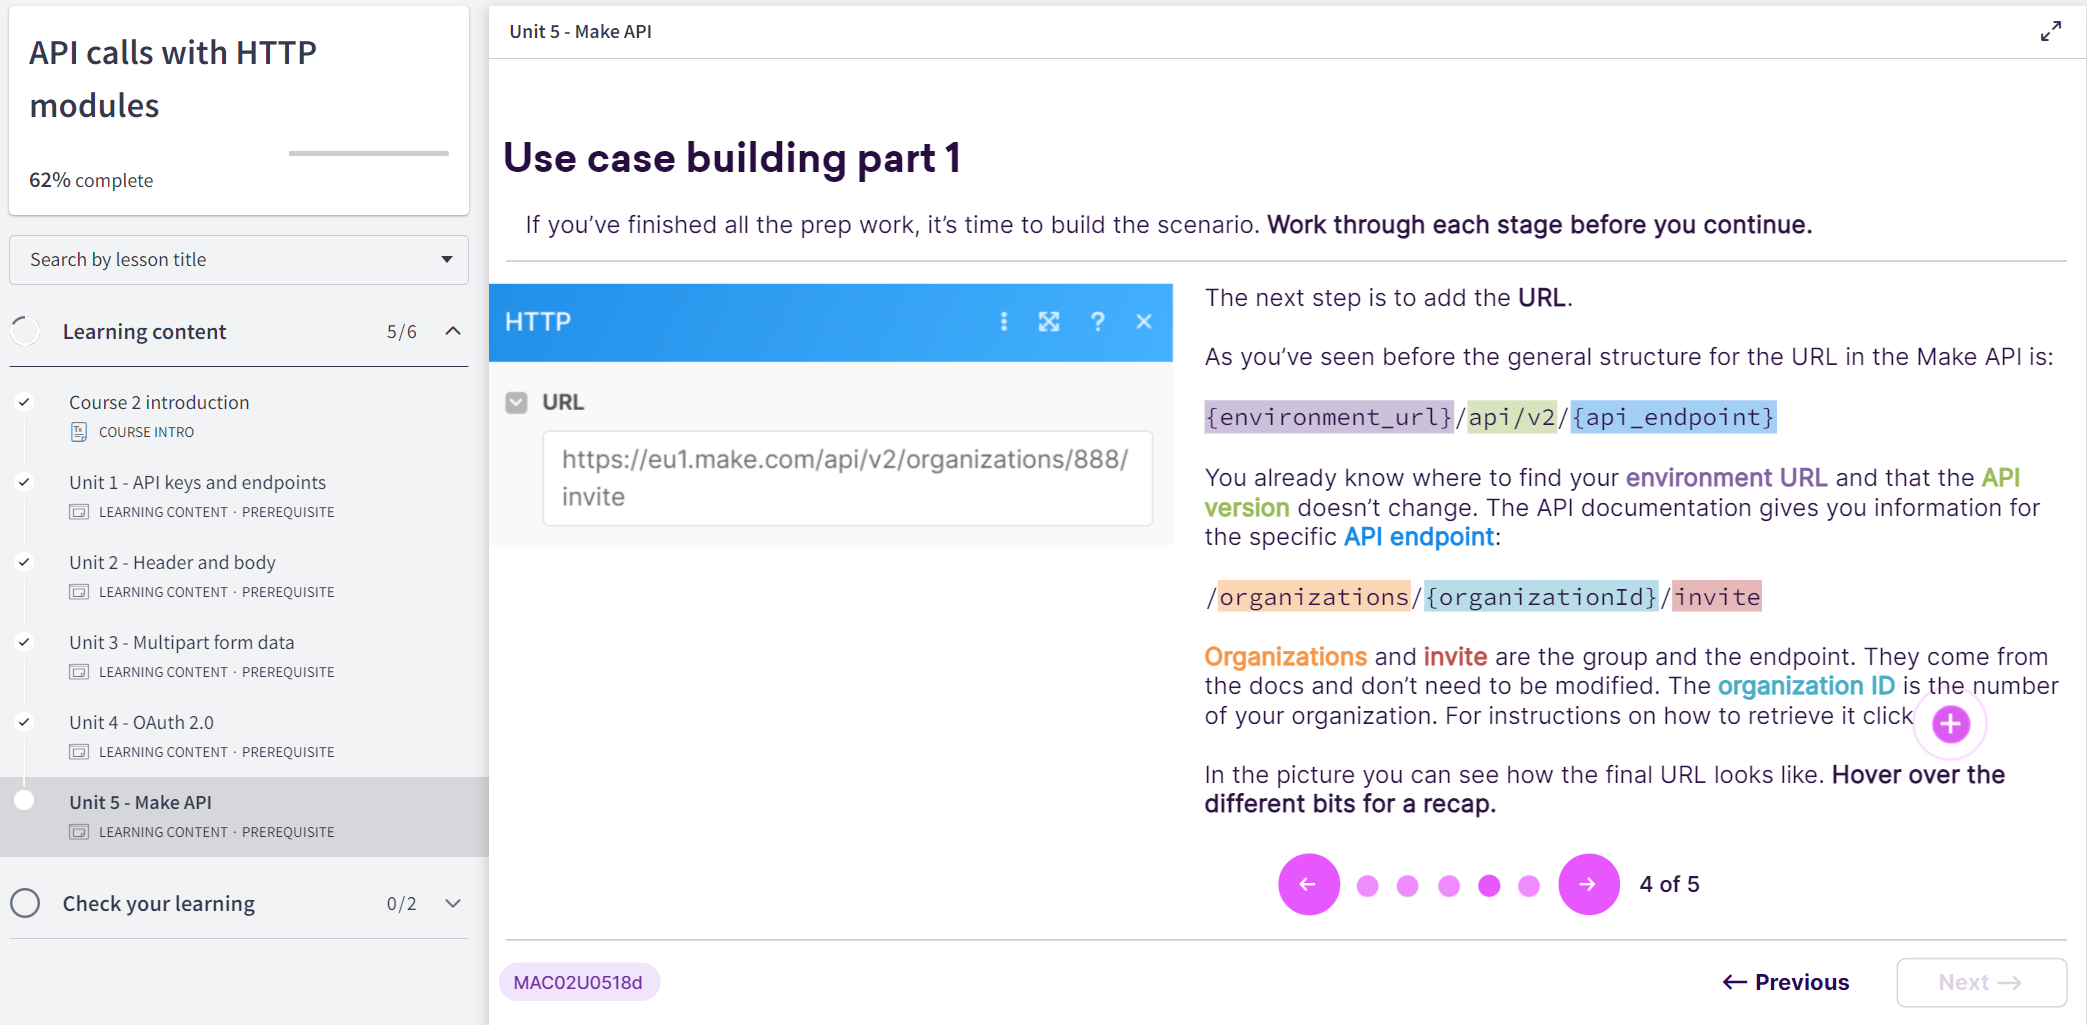 API calls with HTTP
modules
62% complete
Search by lesson title
Learning content 5/6
Course 2 introduction
COURSE INTRO
Unit 1 - API keys and endpoints
LEARNING CONTENT · PREREQUISITE
Unit 2 - Header and body
LEARNING CONTENT · PREREQUISITE
Unit 3 - Multipart form data
LEARNING CONTENT · PREREQUISITE
Unit 4 - OAuth 2.0
LEARNING CONTENT · PREREQUISITE
Unit 5 - Make API
LEARNING CONTENT · PREREQUISITE
Check your learning 0/2
Unit 5 - Make API
Use case building part 1
If you’ve finished all the prep work, it’s time to build the scenario. Work through each stage before you continue.
HTTP
URL
https://eu1.make.com/api/v2/organizations/888/
invite
The next step is to add the URL.
As you’ve seen before the general structure for the URL in the Make API is:
{environment_url}/api/v2/{api_endpoint}
You already know where to find your environment URL and that the API
version doesn’t change. The API documentation gives you information for
the specific API endpoint:
/organizations/{organizationId}/invite
Organizations and invite are the group and the endpoint. They come from
the docs and don’t need to be modified. The organization ID is the number
of your organization. For instructions on how to retrieve it click
In the picture you can see how the final URL looks like. Hover over the
different bits for a recap.
4 of 5
MAC02U0518d
← Previous
Next →